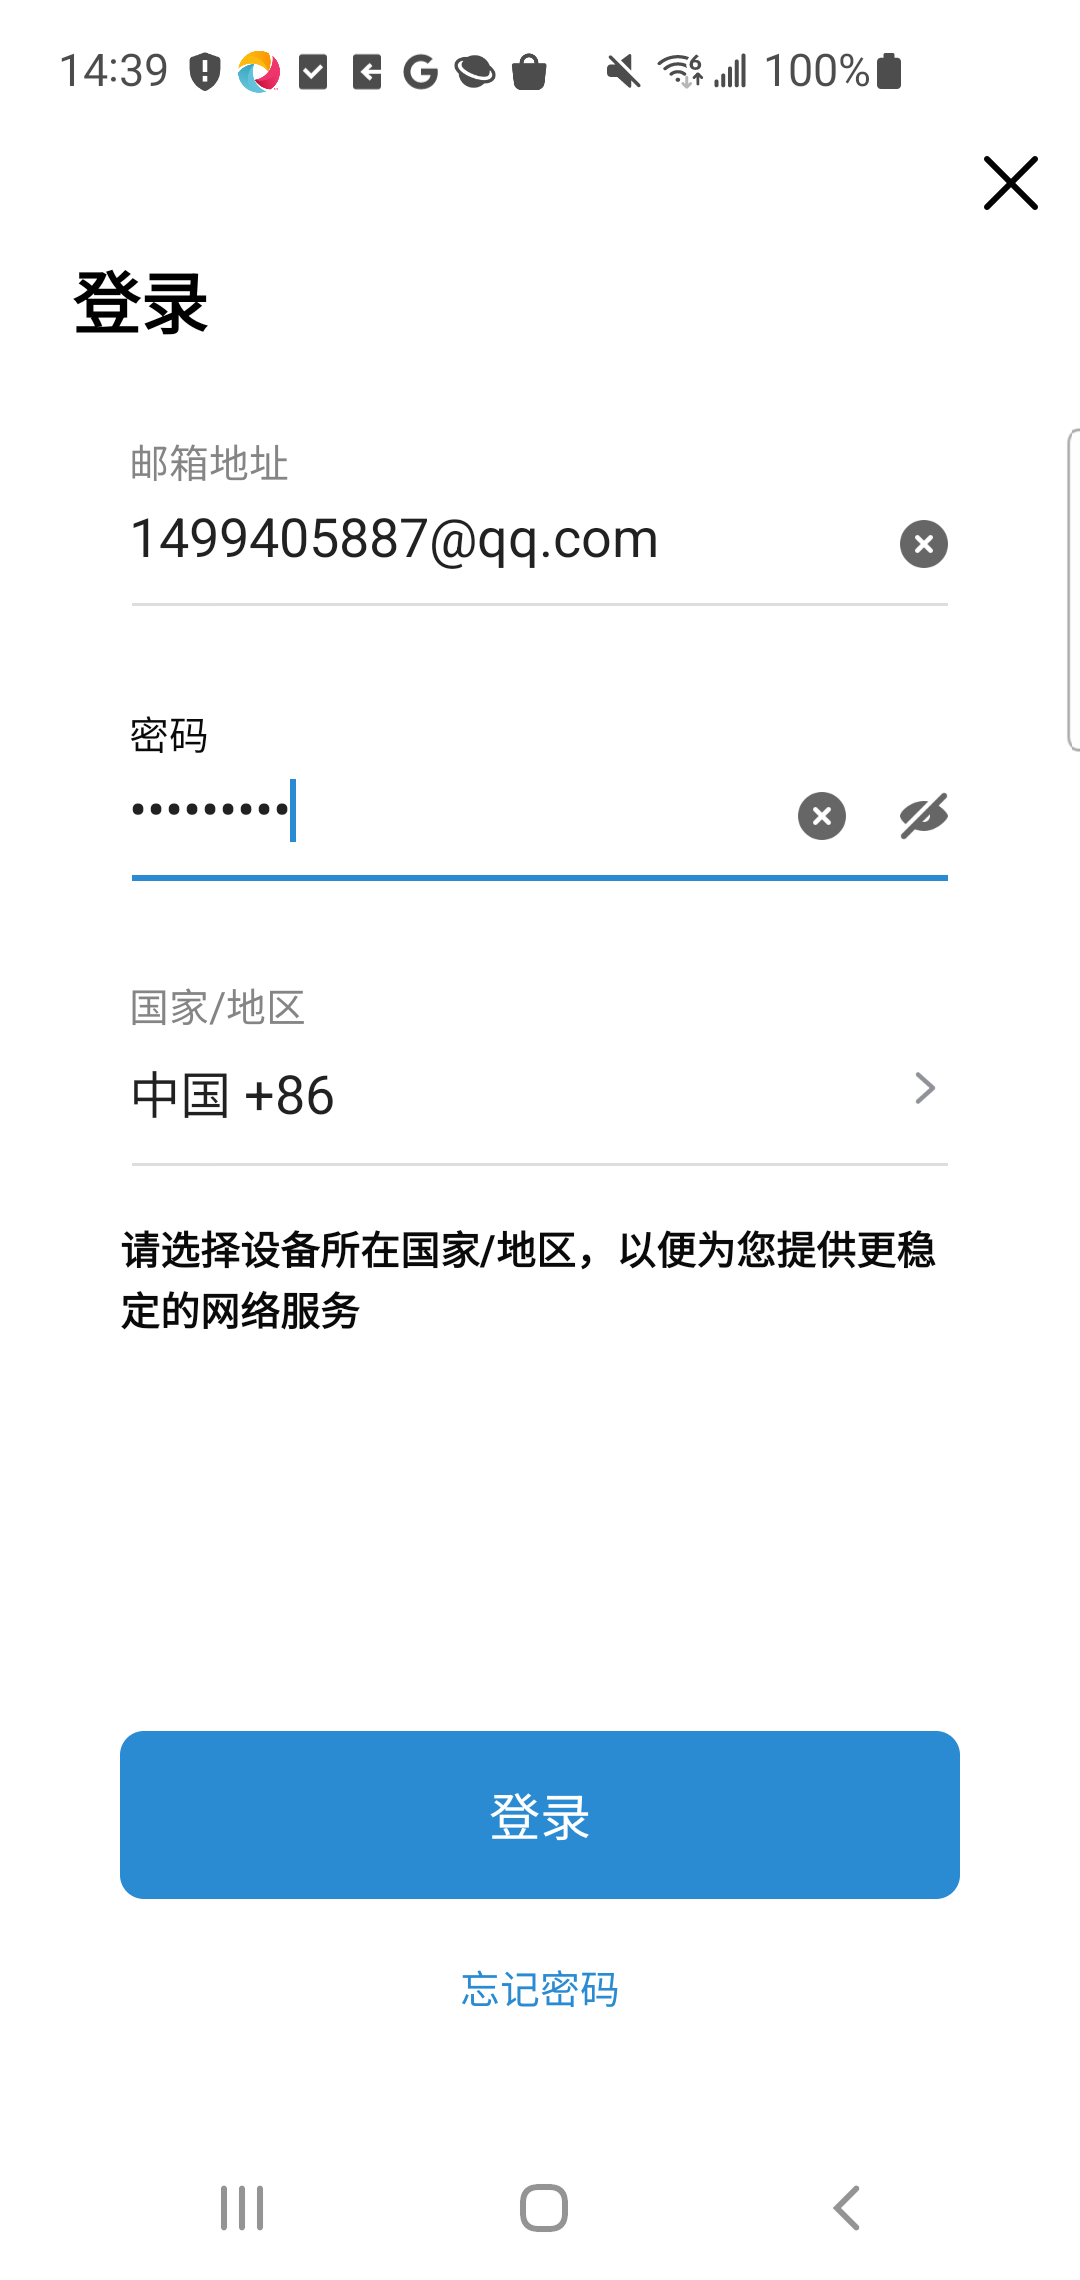 14:39 100%
登录
邮箱地址
1499405887@qq.com
密码
•••••••••
国家/地区
中国 +86
请选择设备所在国家/地区，以便为您提供更稳
定的网络服务
登录
忘记密码